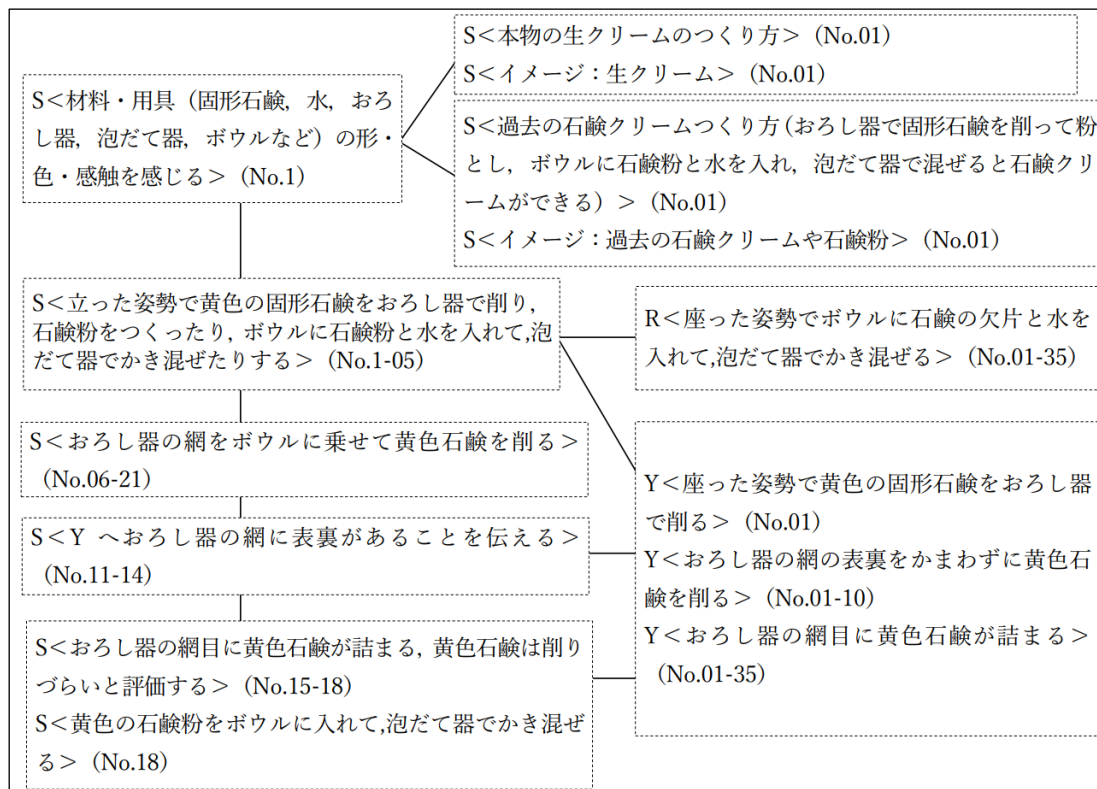 S＜本物の生クリームのつくり方＞（No.01）
S＜イメージ：生クリーム＞（No.01）
S＜材料・用具（固形石鹸，水，おろ
し器，泡だて器，ボウルなど）の形・
色・感触を感じる＞（No.1）
S＜過去の石鹸クリームつくり方（おろし器で固形石鹸を削って粉
とし，ボウルに石鹸粉と水を入れ，泡だて器で混ぜると石鹸クリ
ームができる）＞（No.01）
S＜イメージ：過去の石鹸クリームや石鹸粉＞（No.01）
S＜立った姿勢で黄色の固形石鹸をおろし器で削り，
石鹸粉をつくったり，ボウルに石鹸粉と水を入れて,泡
だて器でかき混ぜたりする＞（No.1-05）
R＜座った姿勢でボウルに石鹸の欠片と水を
入れて,泡だて器でかき混ぜる＞（No.01-35）
S＜おろし器の網をボウルに乗せて黄色石鹸を削る＞
（No.06-21）
S＜Y へおろし器の網に表裏があることを伝える＞
（No.11-14）
Y＜座った姿勢で黄色の固形石鹸をおろし器
で削る＞（No.01）
Y＜おろし器の網の表裏をかまわずに黄色石
鹸を削る＞（No.01-10）
Y＜おろし器の網目に黄色石鹸が詰まる＞
（No.01-35）
S＜おろし器の網目に黄色石鹸が詰まる，黄色石鹸は削り
づらいと評価する＞（No.15-18）
S＜黄色の石鹸粉をボウルに入れて,泡だて器でかき混ぜ
る＞（No.18）